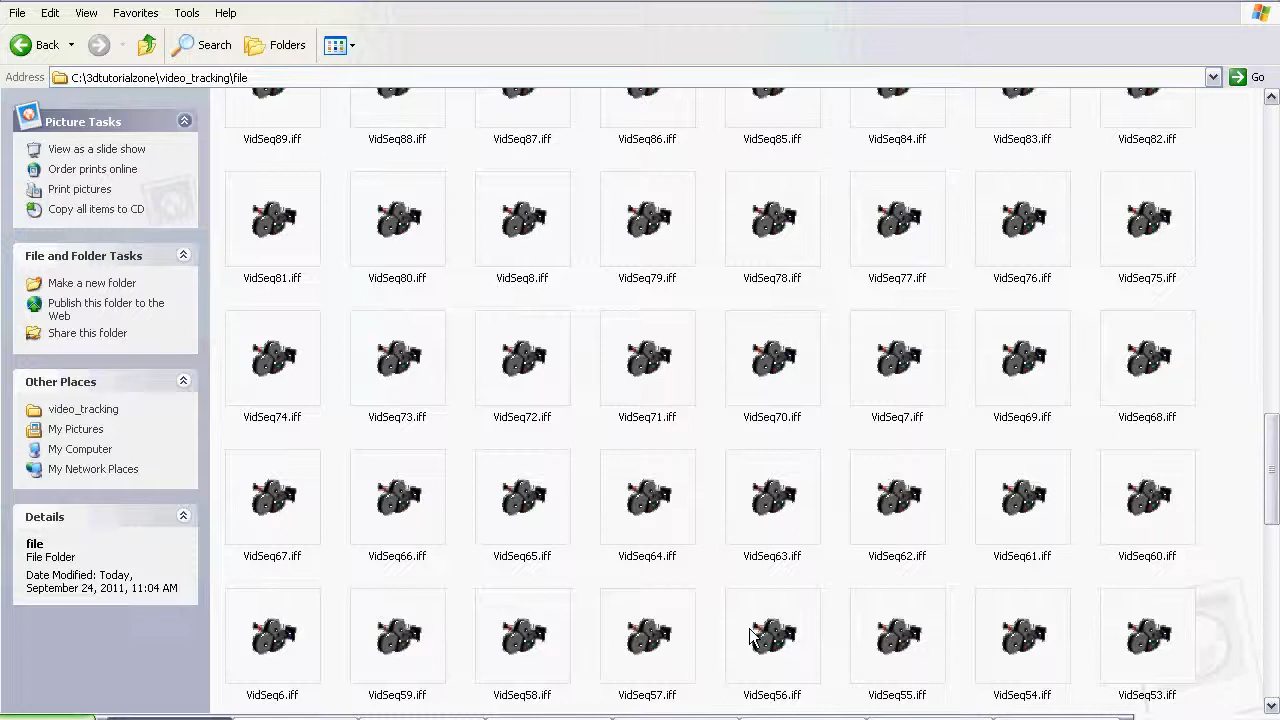 File Edit View Favorites Tools Help
Back Search Folders
Address C:\3dtutorialzone\video_tracking\file Go
Picture Tasks
View as a slide show
Order prints online
Print pictures
Copy all items to CD
File and Folder Tasks
Make a new folder
Publish this folder to the
Web
Share this folder
Other Places
video_tracking
My Pictures
My Computer
My Network Places
Details
file
File Folder
Date Modified: Today,
September 24, 2011, 11:04 AM
VidSeq89.iff VidSeq88.iff VidSeq87.iff VidSeq86.iff VidSeq85.iff VidSeq84.iff VidSeq83.iff VidSeq82.iff
VidSeq81.iff VidSeq80.iff VidSeq8.iff VidSeq79.iff VidSeq78.iff VidSeq77.iff VidSeq76.iff VidSeq75.iff
VidSeq74.iff VidSeq73.iff VidSeq72.iff VidSeq71.iff VidSeq70.iff VidSeq7.iff VidSeq69.iff VidSeq68.iff
VidSeq67.iff VidSeq66.iff VidSeq65.iff VidSeq64.iff VidSeq63.iff VidSeq62.iff VidSeq61.iff VidSeq60.iff
VidSeq6.iff VidSeq59.iff VidSeq58.iff VidSeq57.iff VidSeq56.iff VidSeq55.iff VidSeq54.iff VidSeq53.iff